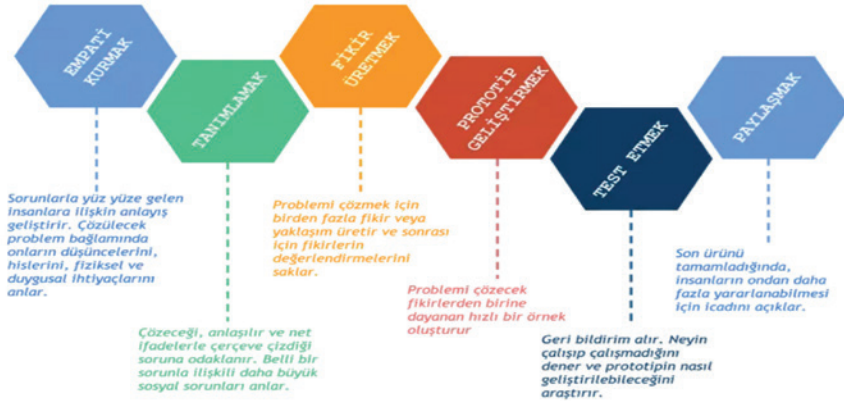 EMPATİ
KURMAK
Sorunlarla yüz yüze gelen
insanlara ilişkin anlayış
geliştirir. Çözülecek
problem bağlamında
onların düşüncelerini,
hislerini, fiziksel ve
duygusal ihtiyaçlarını
anlar.
TANIMLAMAK
Çözeceği, anlaşılır ve net
ifadelerle çerçeve çizdiği
soruna odaklanır. Belli bir
sorunla ilişkili daha büyük
sosyal sorunları anlar.
FİKİR
ÜRETMEK
Problemi çözmek için
birden fazla fikir veya
yaklaşım üretir ve sonrası
için fikirlerin
değerlendirmelerini
saklar.
PROTOTİP
GELİŞTİRMEK
Problemi çözecek
fikirlerden birine
dayanan hızlı bir örnek
oluşturur
TEST ETMEK
Geri bildirim alır. Neyin
çalışıp çalışmadığını
dener ve prototipin nasıl
geliştirilebileceğini
araştırır.
PAYLAŞMAK
Son ürünü
tamamladığında,
insanların ondan daha
fazla yararlanabilmesi
için icadını açıklar.